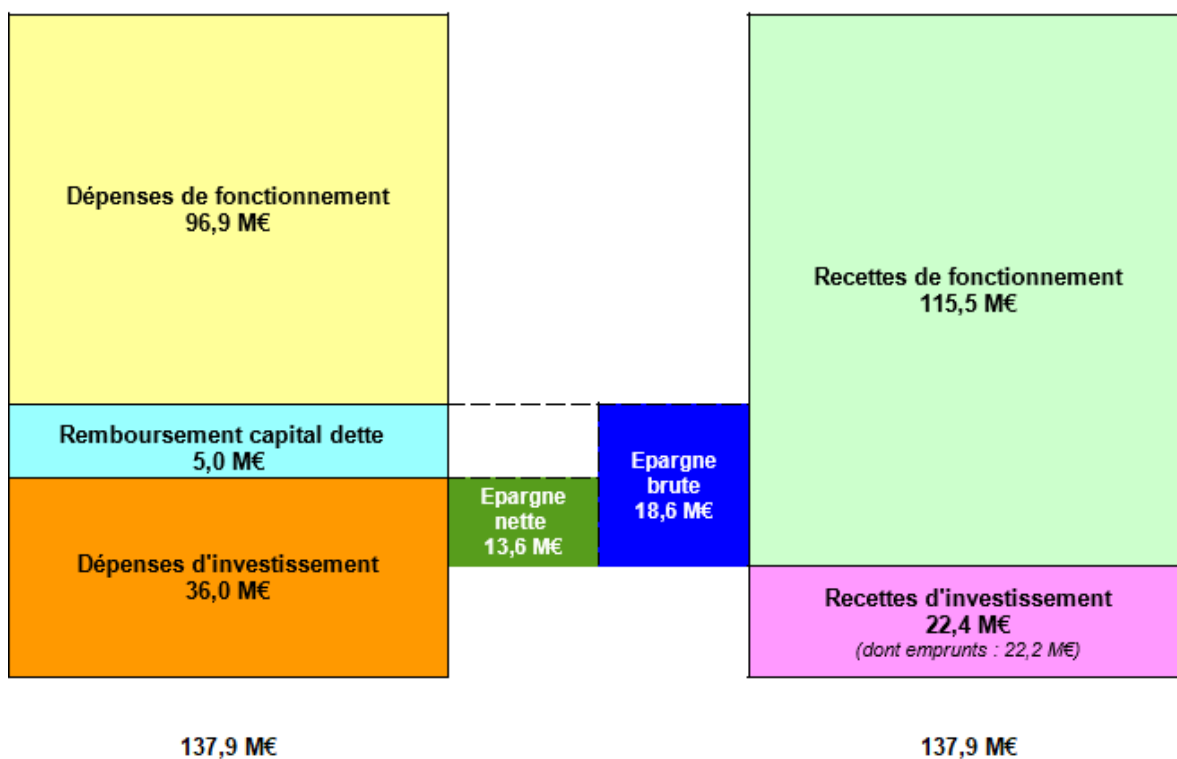 Dépenses de fonctionnement
96,9 M€
Remboursement capital dette
5,0 M€
Dépenses d'investissement
36,0 M€
Epargne
nette
13,6 M€
Epargne
brute
18,6 M€
Recettes de fonctionnement
115,5 M€
Recettes d'investissement
22,4 M€
(dont emprunts : 22,2 M€)
137,9 M€
137,9 M€